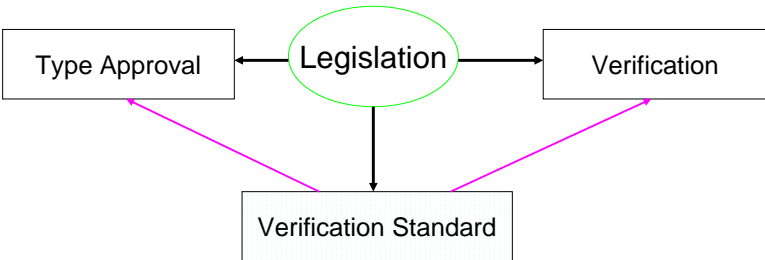 Type Approval
Legislation
Verification
Verification Standard